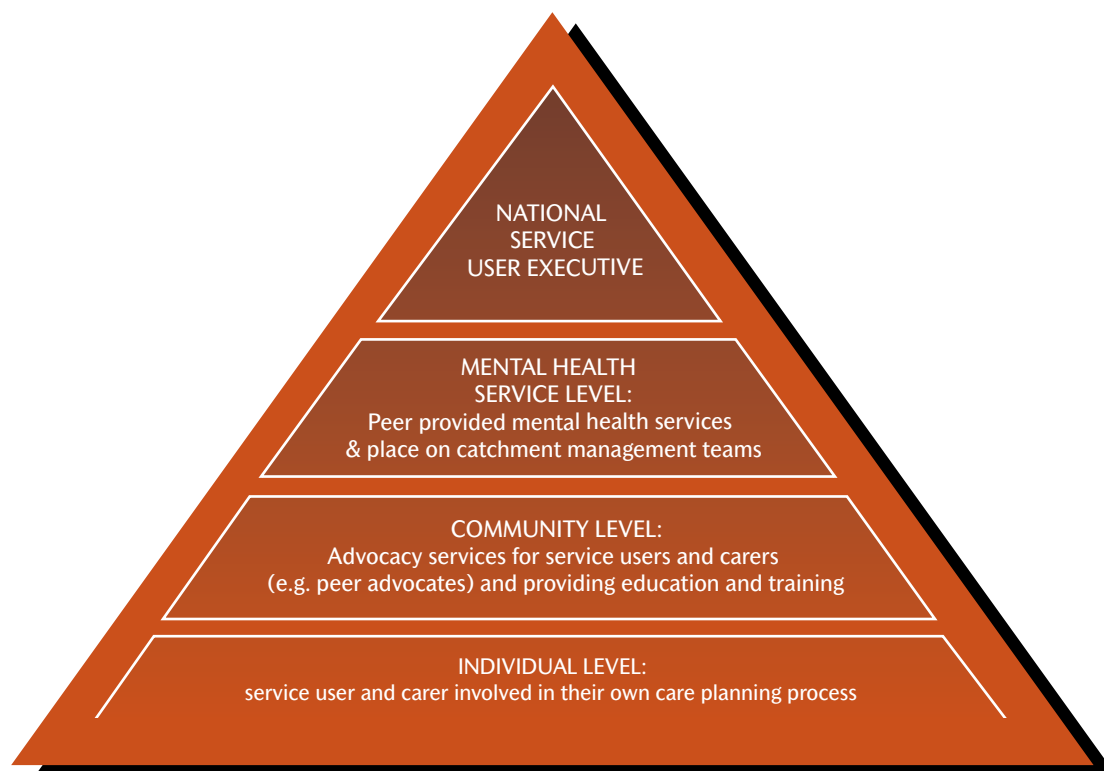 NATIONAL
SERVICE
USER EXECUTIVE
MENTAL HEALTH
SERVICE LEVEL:
Peer provided mental health services
& place on catchment management teams
COMMUNITY LEVEL:
Advocacy services for service users and carers
(e.g. peer advocates) and providing education and training
INDIVIDUAL LEVEL:
service user and carer involved in their own care planning process